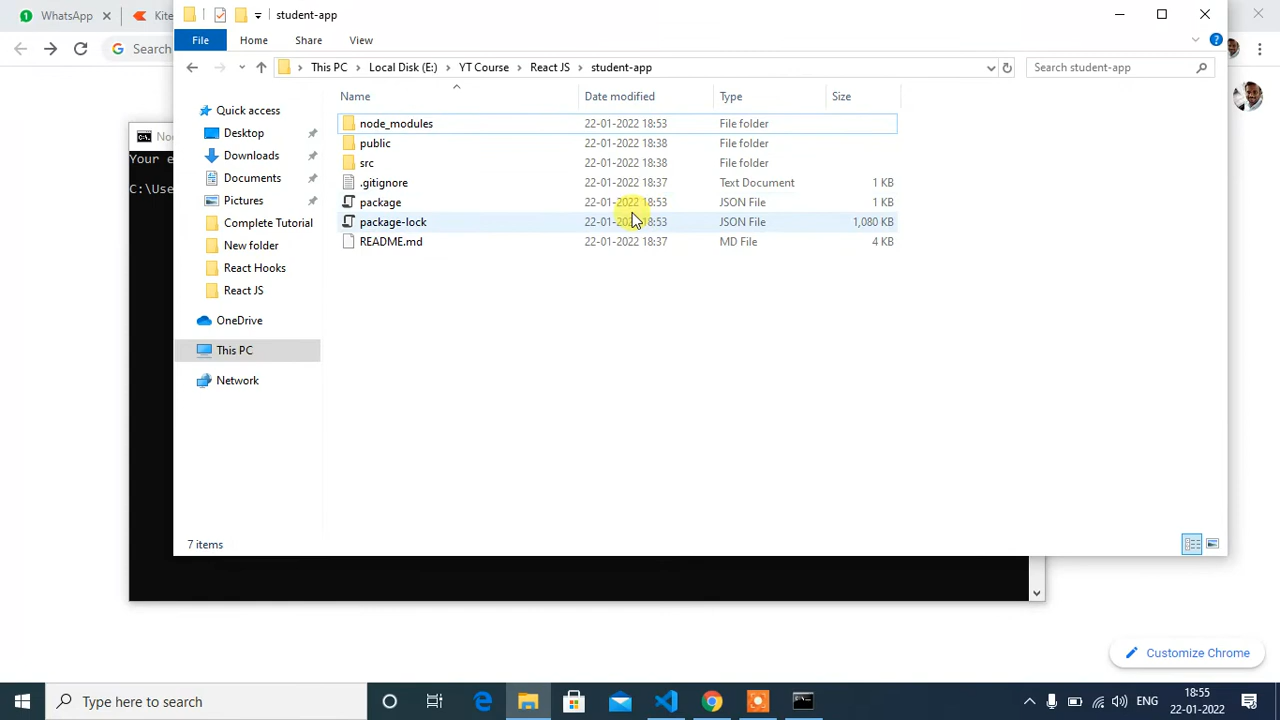 WhatsApp
Kite
student-app
File
Home
Share
View
Search
This PC
Local Disk (E:)
YT Course
React JS
student-app
Search student-app
Name
Date modified
Type
Size
Quick access
Desktop
Downloads
Documents
Pictures
Complete Tutorial
New folder
React Hooks
React JS
OneDrive
This PC
Network
node_modules 22-01-2022 18:53 File folder
public 22-01-2022 18:38 File folder
src 22-01-2022 18:38 File folder
.gitignore 22-01-2022 18:37 Text Document 1 KB
package 22-01-2022 18:53 JSON File 1 KB
package-lock 22-01-2022 18:53 JSON File 1,080 KB
README.md 22-01-2022 18:37 MD File 4 KB
Your e
C:\Use
7 items
Customize Chrome
Type here to search
ENG
18:55
22-01-2022